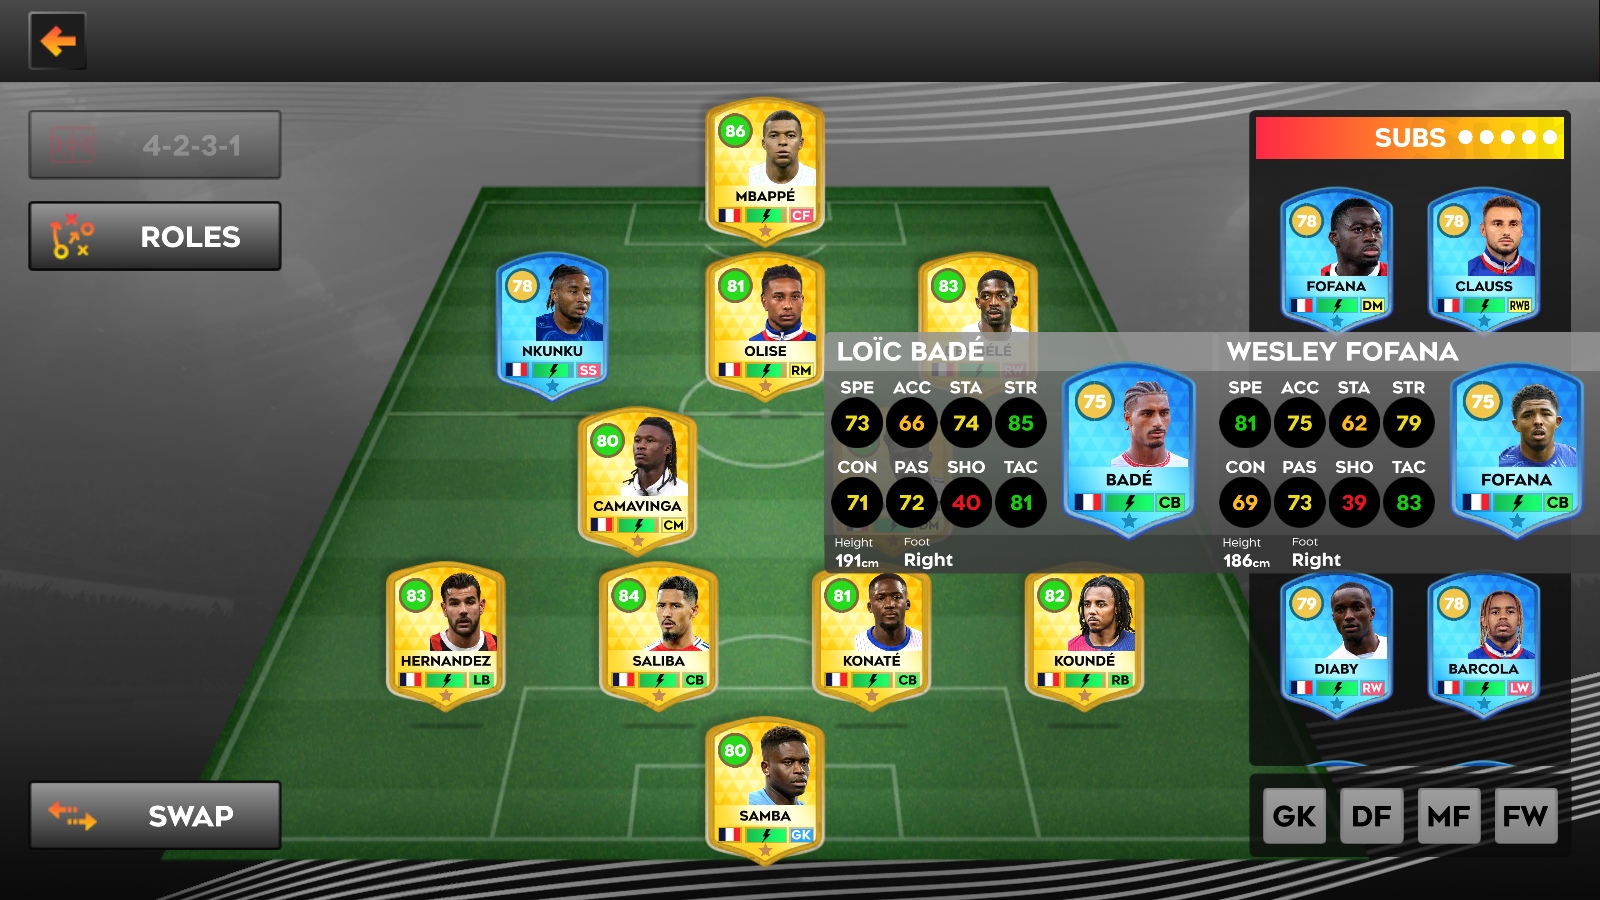 4-2-3-1
ROLES
SWAP
86
MBAPPÉ
CF
78
NKUNKU
SS
81
OLISE
RM
83
ÉLÉ
RW
80
CAMAVINGA
CM
DM
83
HERNANDEZ
LB
84
SALIBA
CB
81
KONATÉ
CB
82
KOUNDÉ
RB
80
SAMBA
GK
LOÏC BADÉ
SPE ACC STA STR
73 66 74 85
CON PAS SHO TAC
71 72 40 81
Height Foot
191cm Right
75
BADÉ
CB
WESLEY FOFANA
SPE ACC STA STR
81 75 62 79
CON PAS SHO TAC
69 73 39 83
Height Foot
186cm Right
75
FOFANA
CB
SUBS
78
FOFANA
DM
78
CLAUSS
RWB
79
DIABY
RW
78
BARCOLA
LW
GK DF MF FW